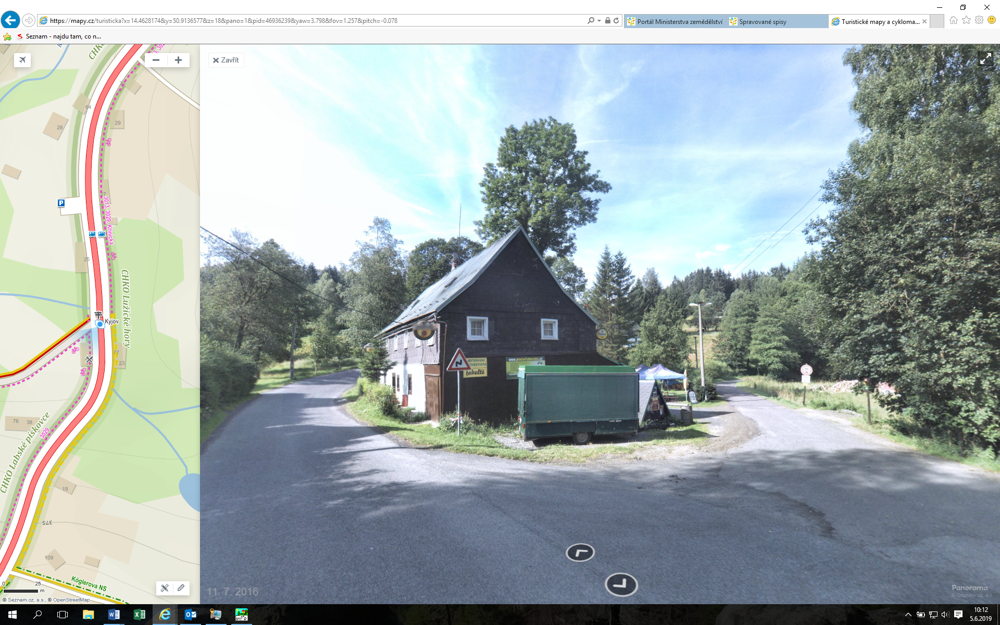 https://mapy.cz/turisticka?x=14.4628174&y=50.9136577&z=18&pano=1&pid=46936239&yaw=3.798&fov=1.257&pitch=-0.078
Portál Ministerstva zemědělství
Spravované spisy
Turistické mapy a cykloma...
Seznam - najdu tam, co n...
Zavřít
CHKO
30
64
28
29
27
P
3013, 3029, Křinická
25
CHKO Lužické hory
Kyjov
77
23
76
38
3029
CHKO Labské pískovce
19
375
109
Köglerova NS
0
25
m
© Seznam.cz, a.s., © OpenStreetMap
fakultě
11. 7. 2016
Panorama
© Seznam.cz, a.s.
10:12
5.6.2019